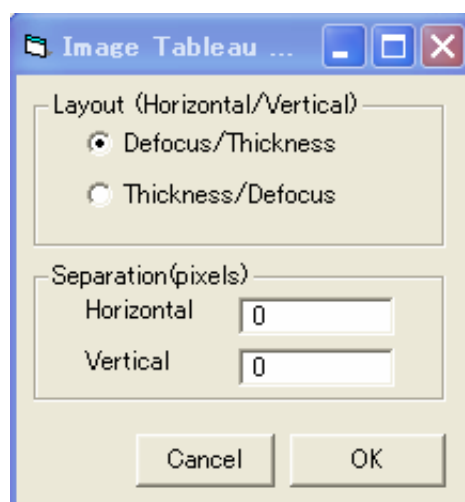 Image Tableau ...
Layout (Horizontal/Vertical)
Defocus/Thickness
Thickness/Defocus
Separation(pixels)
Horizontal 0
Vertical 0
Cancel OK